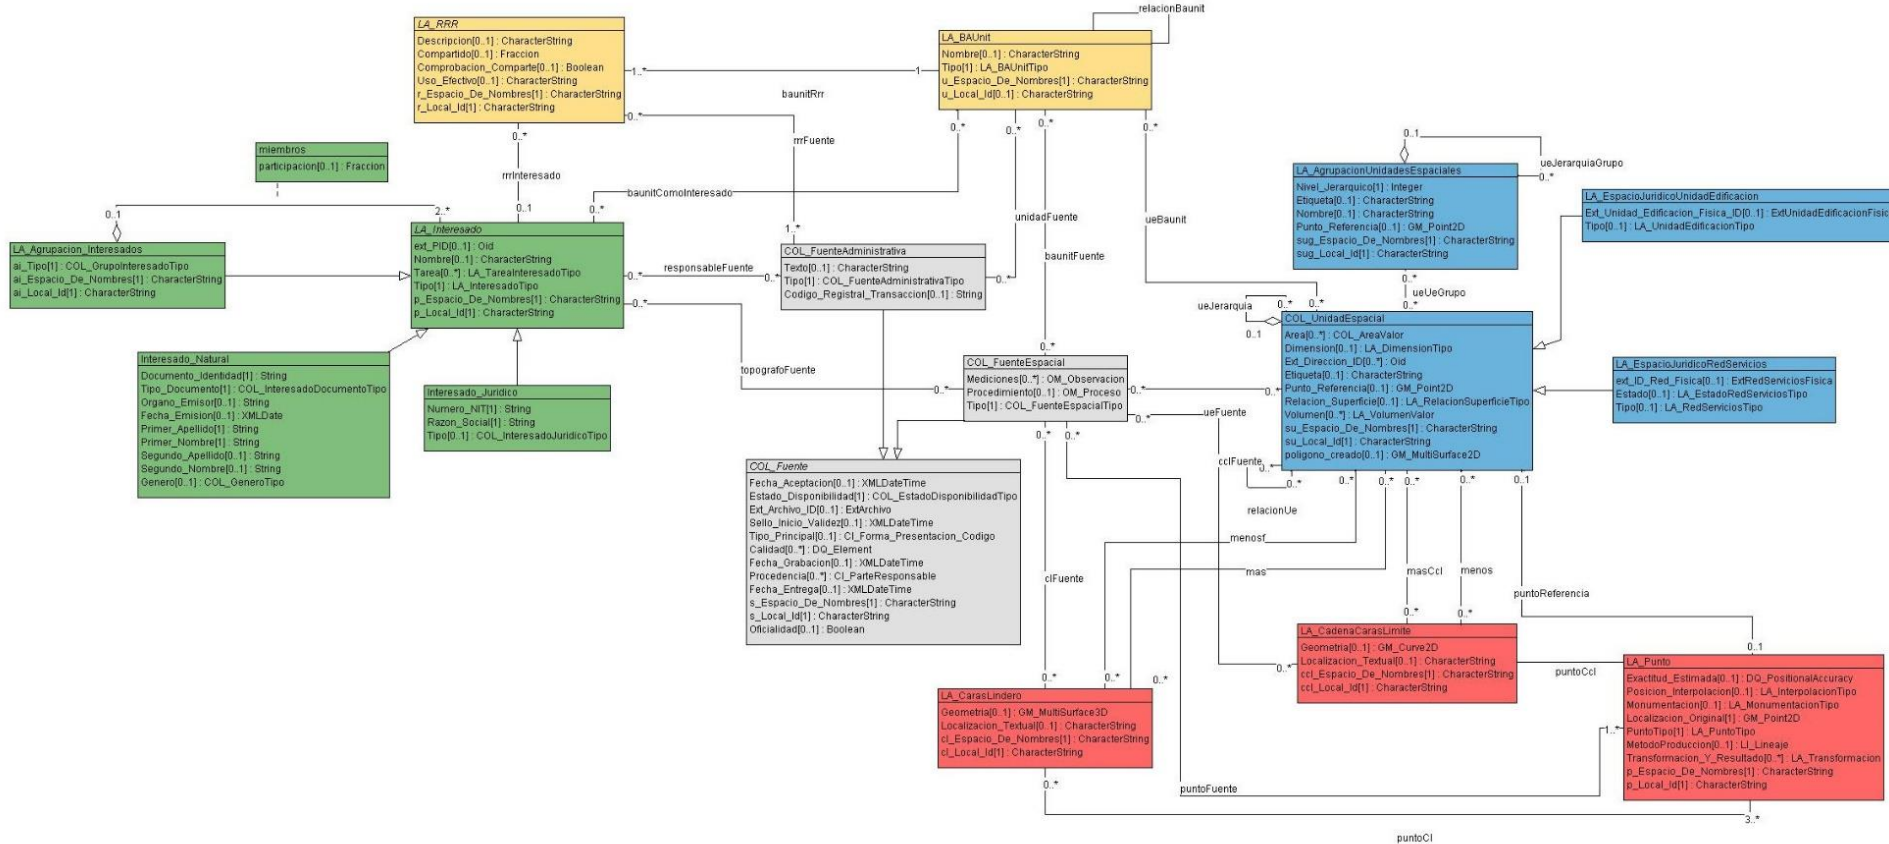 relacionBaunit
LA_RRR
Descripcion[0..1] : CharacterString
Compartido[0..1] : Fraccion
Comprobacion_Comparte[0..1] : Boolean
Uso_Efectivo[0..1] : CharacterString
r_Espacio_De_Nombres[1] : CharacterString
r_Local_Id[1] : CharacterString
1..*
1
baunitRrr
LA_BAUnit
Nombre[0..1] : CharacterString
Tipo[1] : LA_BAUnitTipo
u_Espacio_De_Nombres[1] : CharacterString
u_Local_Id[0..1] : CharacterString
0..*
0..*
0..*
0..*
0..*
0..*
rrrFuente
miembros
participacion[0..1] : Fraccion
rrrInteresado
baunitComoInteresado
unidadFuente
ueBaunit
baunitFuente
0..1
2..*
0..1
0..*
1..*
LA_Agrupacion_Interesados
ai_Tipo[1] : COL_GrupoInteresadoTipo
ai_Espacio_De_Nombres[1] : CharacterString
ai_Local_Id[1] : CharacterString
LA_Interesado
ext_PID[0..1] : Oid
Nombre[0..1] : CharacterString
Tarea[0..*] : LA_TareaInteresadoTipo
Tipo[1] : LA_InteresadoTipo
p_Espacio_De_Nombres[1] : CharacterString
p_Local_Id[1] : CharacterString
0..*
responsableFuente
0..*
0..*
COL_FuenteAdministrativa
Texto[0..1] : CharacterString
Tipo[1] : COL_FuenteAdministrativaTipo
Codigo_Registral_Transaccion[0..1] : String
0..*
0..1
ueJerarquiaGrupo
0..*
LA_AgrupacionUnidadesEspaciales
Nivel_Jerarquico[1] : Integer
Etiqueta[0..1] : CharacterString
Nombre[0..1] : CharacterString
Punto_Referencia[0..1] : GM_Point2D
sug_Espacio_De_Nombres[1] : CharacterString
sug_Local_Id[1] : CharacterString
0..*
ueUeGrupo
0..*
LA_EspacioJuridicoUnidadEdificacion
Ext_Unidad_Edificacion_Fisica_ID[0..1] : ExtUnidadEdificacionFisica
Tipo[0..1] : LA_UnidadEdificacionTipo
ueJerarquia
0..*
0..*
0..1
COL_UnidadEspacial
Area[0..*] : COL_AreaValor
Dimension[0..1] : LA_DimensionTipo
Ext_Direccion_ID[0..*] : Oid
Etiqueta[0..1] : CharacterString
Punto_Referencia[0..1] : GM_Point2D
Relacion_Superficie[0..1] : LA_RelacionSuperficieTipo
Volumen[0..*] : LA_VolumenValor
su_Espacio_De_Nombres[1] : CharacterString
su_Local_Id[1] : CharacterString
poligono_creado[0..1] : GM_MultiSurface2D
LA_EspacioJuridicoRedServicios
ext_ID_Red_Fisica[0..1] : ExtRedServiciosFisica
Estado[0..1] : LA_EstadoRedServiciosTipo
Tipo[0..1] : LA_RedServiciosTipo
Interesado_Natural
Documento_Identidad[1] : String
Tipo_Documento[1] : COL_InteresadoDocumentoTipo
Organo_Emisor[0..1] : String
Fecha_Emision[0..1] : XMLDate
Primer_Apellido[1] : String
Primer_Nombre[1] : String
Segundo_Apellido[0..1] : String
Segundo_Nombre[0..1] : String
Genero[0..1] : COL_GeneroTipo
Interesado_Juridico
Numero_NIT[1] : String
Razon_Social[1] : String
Tipo[0..1] : COL_InteresadoJuridicoTipo
topografoFuente
0..*
0..*
COL_FuenteEspacial
Mediciones[0..*] : OM_Observacion
Procedimiento[0..1] : OM_Proceso
Tipo[1] : COL_FuenteEspacialTipo
0..*
0..*
0..*
ueFuente
0..*
0..*
COL_Fuente
Fecha_Aceptacion[0..1] : XMLDateTime
Estado_Disponibilidad[1] : COL_EstadoDisponibilidadTipo
Ext_Archivo_ID[0..1] : ExtArchivo
Sello_Inicio_Validez[0..1] : XMLDateTime
Tipo_Principal[0..1] : CI_Forma_Presentacion_Codigo
Calidad[0..*] : DQ_Element
Fecha_Grabacion[0..1] : XMLDateTime
Procedencia[0..*] : CI_ParteResponsable
Fecha_Entrega[0..1] : XMLDateTime
s_Espacio_De_Nombres[1] : CharacterString
s_Local_Id[1] : CharacterString
Oficialidad[0..1] : Boolean
cclFuente
0..*
0..*
relacionUe
0..*
0..*
0..*
0..*
0..1
menosf
clFuente
mas
masCcl
menos
puntoReferencia
0..*
0..*
0..1
LA_CadenaCarasLimite
Geometria[0..1] : GM_Curve2D
Localizacion_Textual[0..1] : CharacterString
ccl_Espacio_De_Nombres[1] : CharacterString
ccl_Local_Id[1] : CharacterString
0..*
puntoCcl
0..*
0..*
0..*
LA_CarasLindero
Geometria[0..1] : GM_MultiSurface3D
Localizacion_Textual[0..1] : CharacterString
cl_Espacio_De_Nombres[1] : CharacterString
cl_Local_Id[1] : CharacterString
LA_Punto
Exactitud_Estimada[0..1] : DQ_PositionalAccuracy
Posicion_Interpolacion[0..1] : LA_InterpolacionTipo
Monumentacion[0..1] : LA_MonumentacionTipo
Localizacion_Original[1] : GM_Point2D
PuntoTipo[1] : LA_PuntoTipo
MetodoProduccion[0..1] : LI_Lineaje
Transformacion_Y_Resultado[0..*] : LA_Transformacion
p_Espacio_De_Nombres[1] : CharacterString
p_Local_Id[1] : CharacterString
1..*
0..*
puntoFuente
3..*
puntoCl